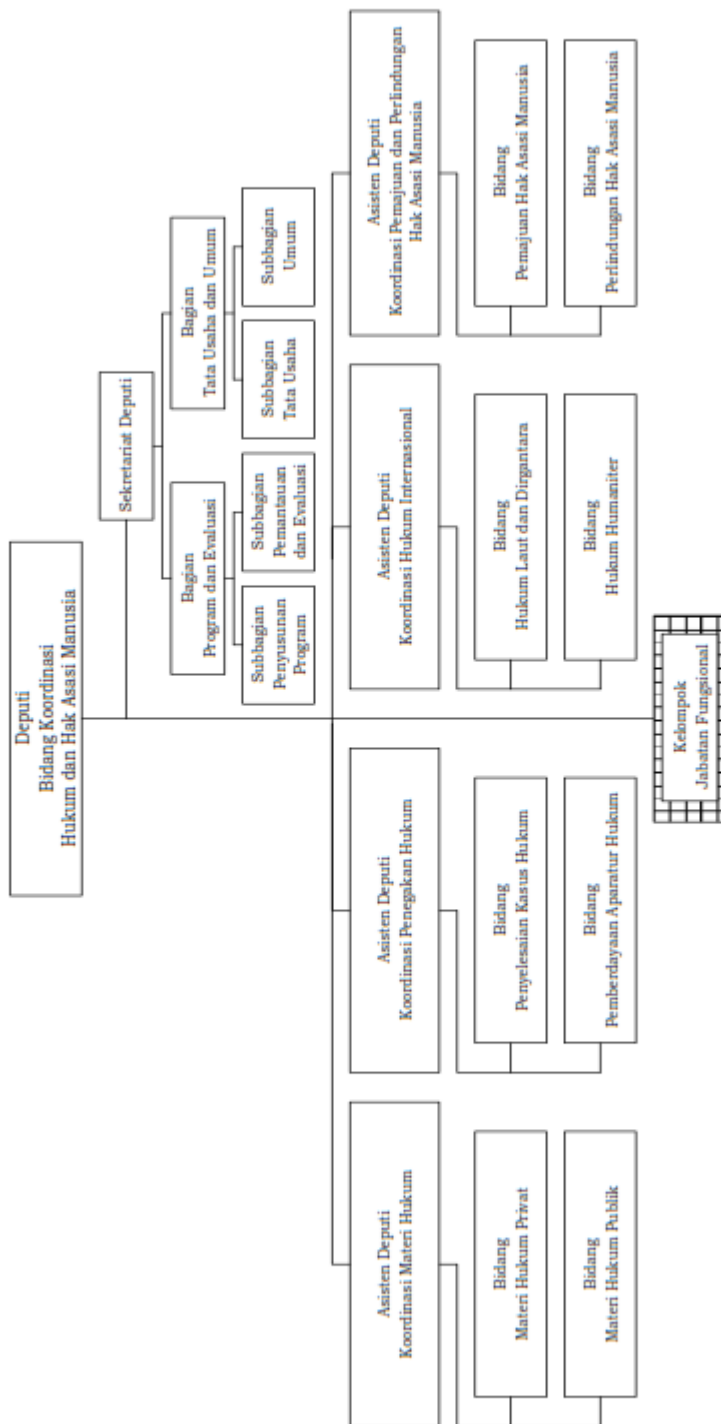 Deputi
Bidang Koordinasi
Hukum dan Hak Asasi Manusia
Sekretariat Deputi
Bagian
Program dan Evaluasi
Bagian
Tata Usaha dan Umum
Subbagian
Penyusunan
Program
Subbagian
Pemantauan
dan Evaluasi
Subbagian
Tata Usaha
Subbagian
Umum
Asisten Deputi
Koordinasi Materi Hukum
Asisten Deputi
Koordinasi Penegakan Hukum
Asisten Deputi
Koordinasi Hukum Internasional
Asisten Deputi
Koordinasi Pemajuan dan Perlindungan
Hak Asasi Manusia
Bidang
Materi Hukum Privat
Bidang
Penyelesaian Kasus Hukum
Bidang
Hukum Laut dan Dirgantara
Bidang
Pemajuan Hak Asasi Manusia
Bidang
Materi Hukum Publik
Bidang
Pemberdayaan Aparatur Hukum
Bidang
Hukum Humaniter
Bidang
Perlindungan Hak Asasi Manusia
Kelompok
Jabatan Fungsional